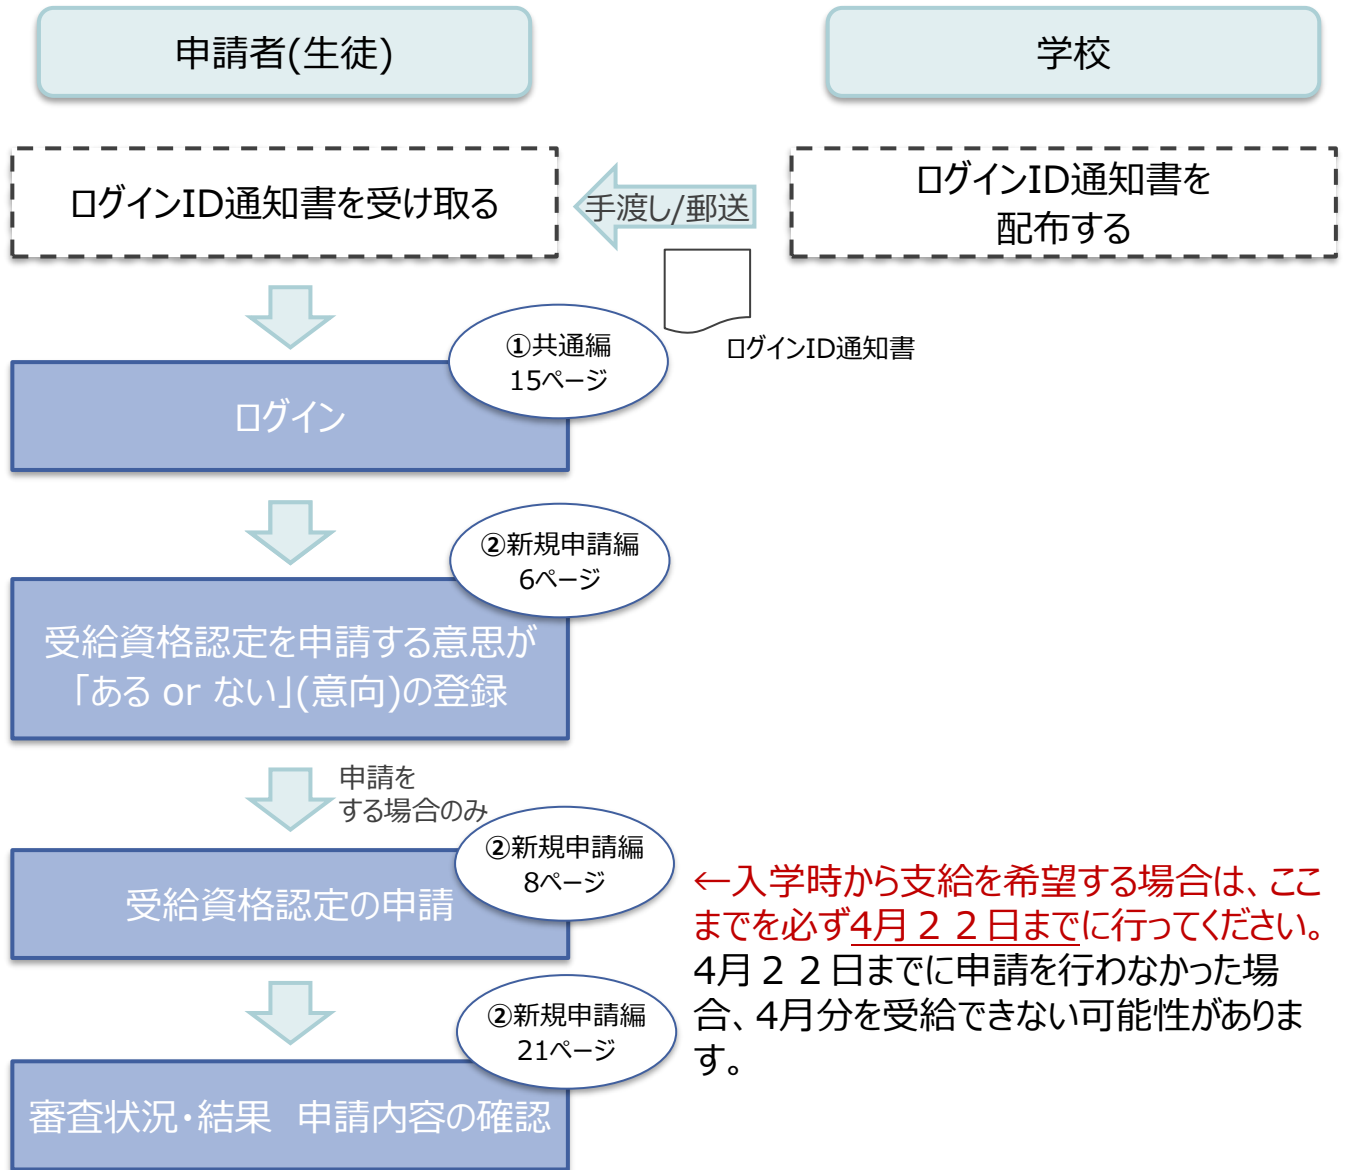 申請者(生徒)
学校
ログインID通知書を受け取る
手渡し/郵送
ログインID通知書を
配布する
ログインID通知書
①共通編
15ページ
ログイン
②新規申請編
6ページ
受給資格認定を申請する意思が
「ある or ない」(意向)の登録
申請を
する場合のみ
②新規申請編
8ページ
受給資格認定の申請
←入学時から支給を希望する場合は、ここ
までを必ず4月２２日までに行ってください。
4月２２日までに申請を行わなかった場
合、4月分を受給できない可能性がありま
す。
②新規申請編
21ページ
審査状況・結果　申請内容の確認